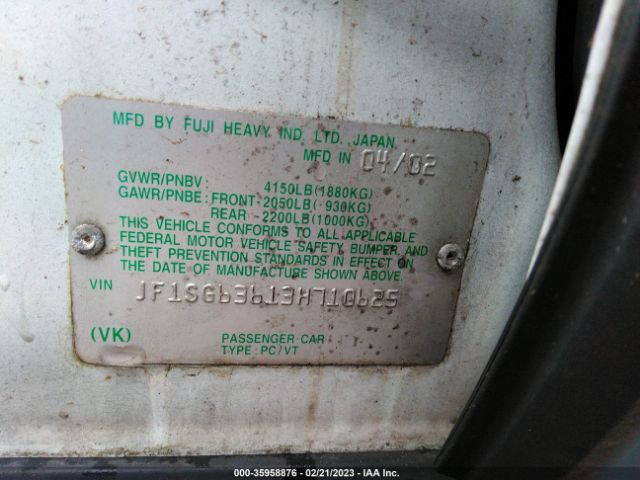 MFD BY FUJI HEAVY IND. LTD. JAPAN
MFD IN 04/02
GVWR/PNBV: 4150LB(1880KG)
GAWR/PNBE: FRONT-2050LB( 930KG)
REAR -2200LB(1000KG)
THIS VEHICLE CONFORMS TO ALL APPLICABLE
FEDERAL MOTOR VEHICLE SAFETY, BUMPER, AND
THEFT PREVENTION STANDARDS IN EFFECT ON
THE DATE OF MANUFACTURE SHOWN ABOVE.
VIN JF1SG63613H710625
(VK) PASSENGER CAR
TYPE: PC/VT
000-35958876 - 02/21/2023 - IAA Inc.